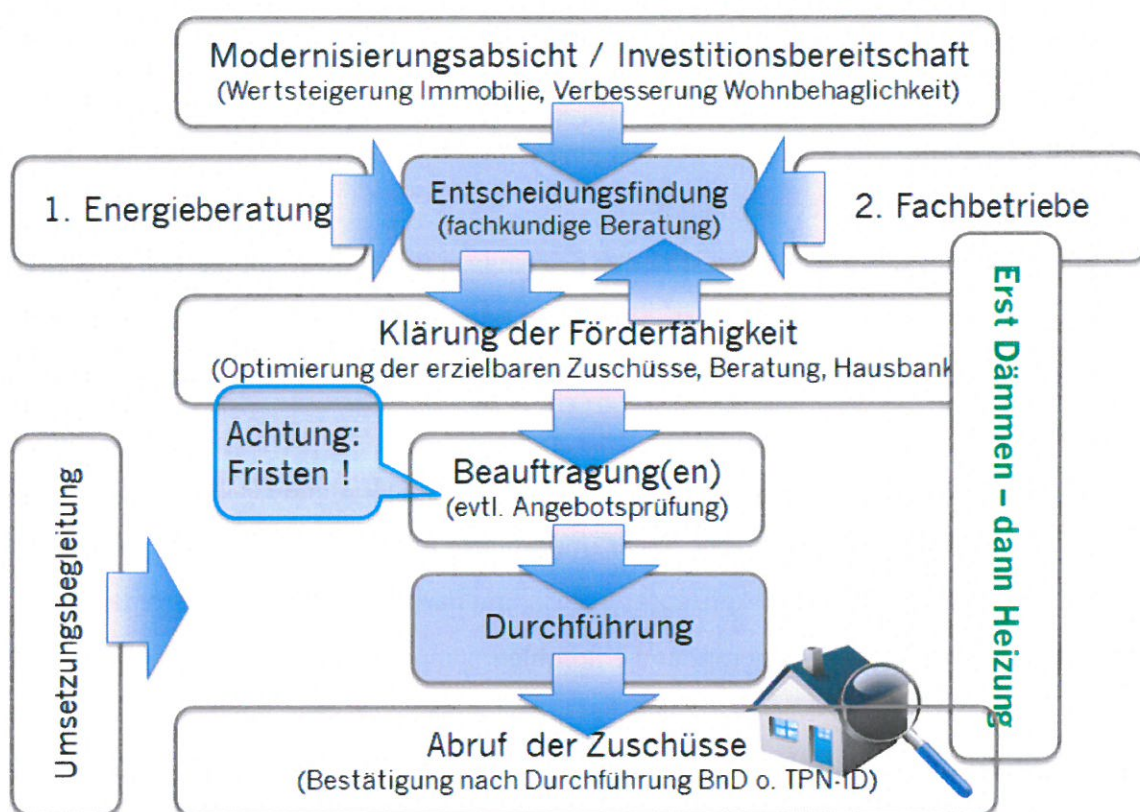 Modernisierungsabsicht / Investitionsbereitschaft
(Wertsteigerung Immobilie, Verbesserung Wohnbehaglichkeit)
1. Energieberatung
Entscheidungsfindung
(fachkundige Beratung)
2. Fachbetriebe
Klärung der Förderfähigkeit
(Optimierung der erzielbaren Zuschüsse, Beratung, Hausbank
Erst Dämmen – dann Heizung
Achtung:
Fristen !
Beauftragung(en)
(evtl. Angebotsprüfung)
Umsetzungsbegleitung
Durchführung
Abruf der Zuschüsse
(Bestätigung nach Durchführung BnD o. TPN-ID)